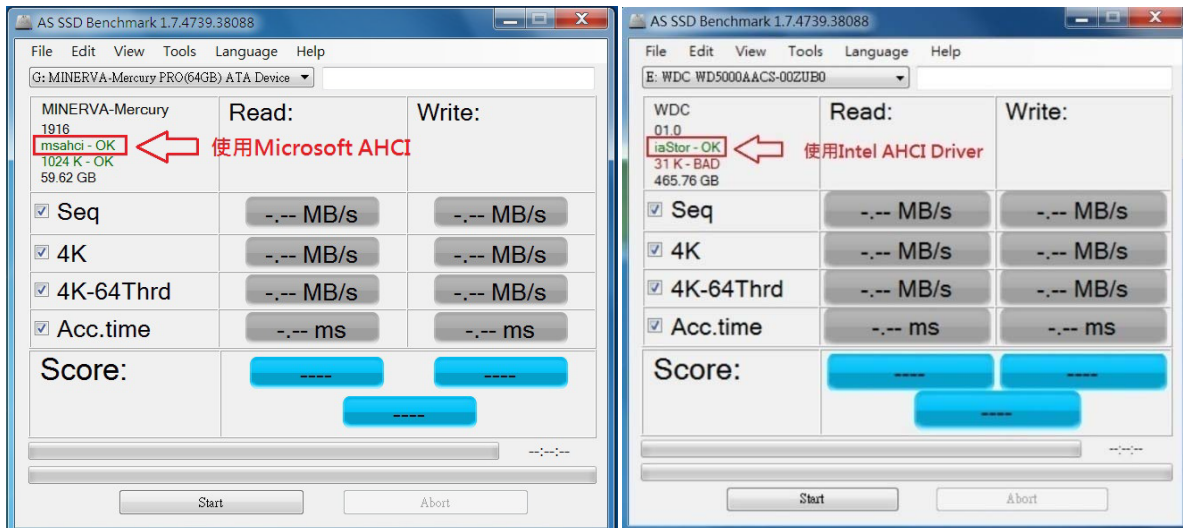 AS SSD Benchmark 1.7.4739.38088
File Edit View Tools Language Help
G: MINERVA-Mercury PRO(64GB) ATA Device
MINERVA-Mercury
1916
msahci - OK
1024 K - OK
59.62 GB
使用Microsoft AHCI
Read:
Write:
Seq
-.-- MB/s
-.-- MB/s
4K
-.-- MB/s
-.-- MB/s
4K-64Thrd
-.-- MB/s
-.-- MB/s
Acc.time
-.-- ms
-.-- ms
Score:
----
----
----
--:--:--
Start
Abort
AS SSD Benchmark 1.7.4739.38088
File Edit View Tools Language Help
E: WDC WD5000AACS-00ZUB0
WDC
01.0
iaStor - OK
31 K - BAD
465.76 GB
使用Intel AHCI Driver
Read:
Write:
Seq
-.-- MB/s
-.-- MB/s
4K
-.-- MB/s
-.-- MB/s
4K-64Thrd
-.-- MB/s
-.-- MB/s
Acc.time
-.-- ms
-.-- ms
Score:
----
----
----
--:--:--
Start
Abort